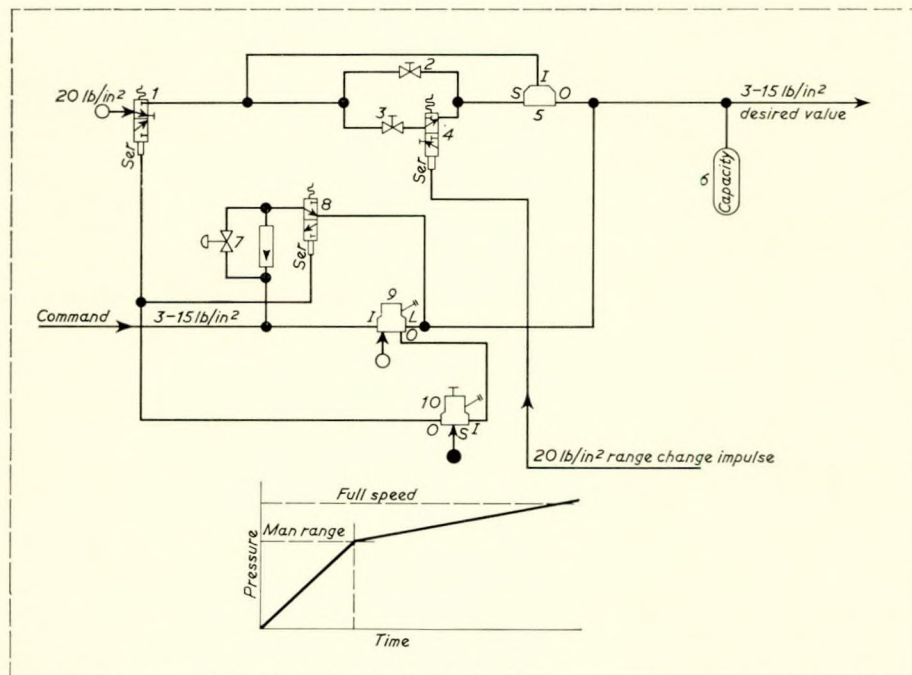 20 lb/in² 1
2
I
S O
5
3–15 lb/in²
desired value
3
4
Ser
Ser
Capacity
8
7
Ser
9
Command 3–15 lb/in²
I L
O
10
O S I
20 lb/in² range change impulse
Full speed
Man range
Pressure
Time